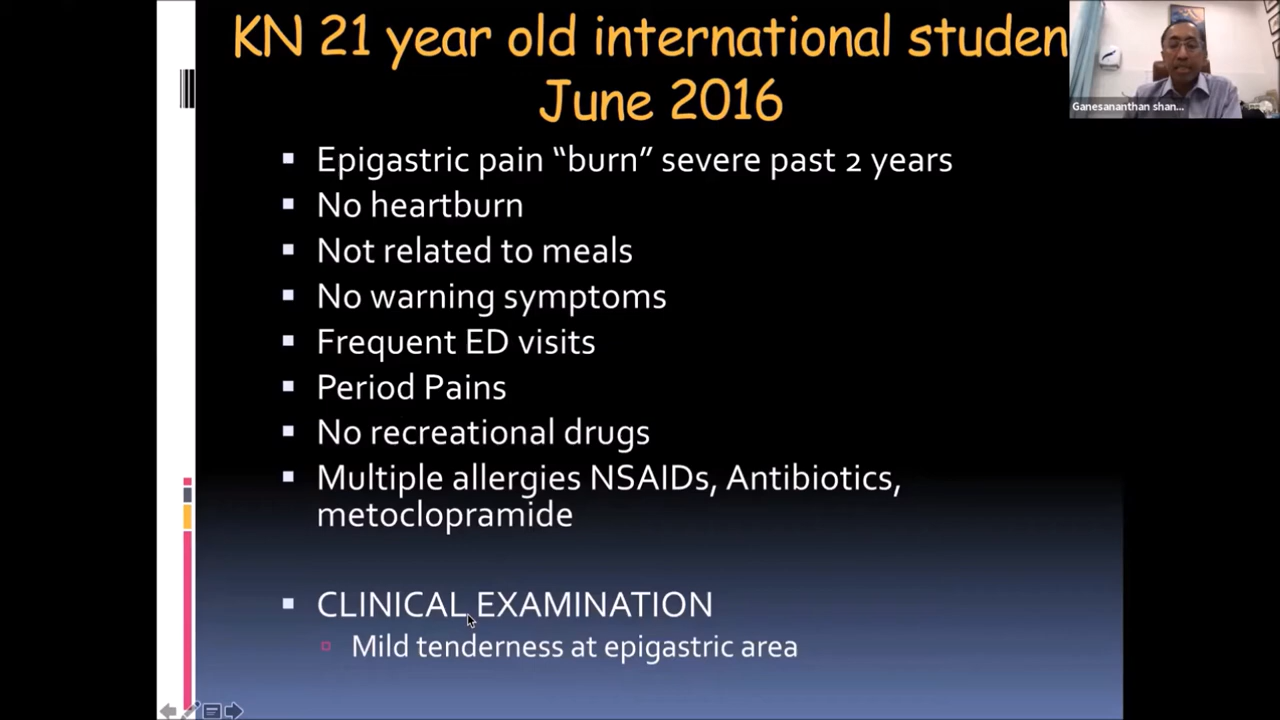 KN 21 year old international studen
June 2016
Ganesananthan shan...
Epigastric pain “burn” severe past 2 years
No heartburn
Not related to meals
No warning symptoms
Frequent ED visits
Period Pains
No recreational drugs
Multiple allergies NSAIDs, Antibiotics,
metoclopramide
CLINICAL EXAMINATION
Mild tenderness at epigastric area